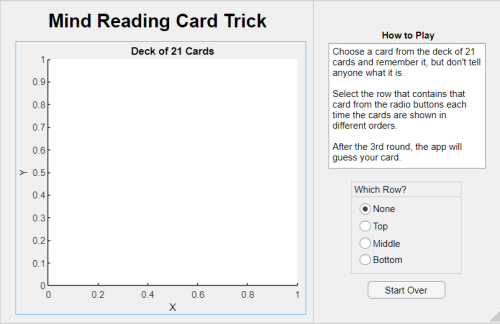 Mind Reading Card Trick
Deck of 21 Cards
1
0.9
0.8
0.7
0.6
0.5
0.4
0.3
0.2
0.1
0
Y
0
0.2
0.4
0.6
0.8
1
X
How to Play
Choose a card from the deck of 21
cards and remember it, but don't tell
anyone what it is.
Select the row that contains that
card from the radio buttons each
time the cards are shown in
different orders.
After the 3rd round, the app will
guess your card.
Which Row?
None
Top
Middle
Bottom
Start Over